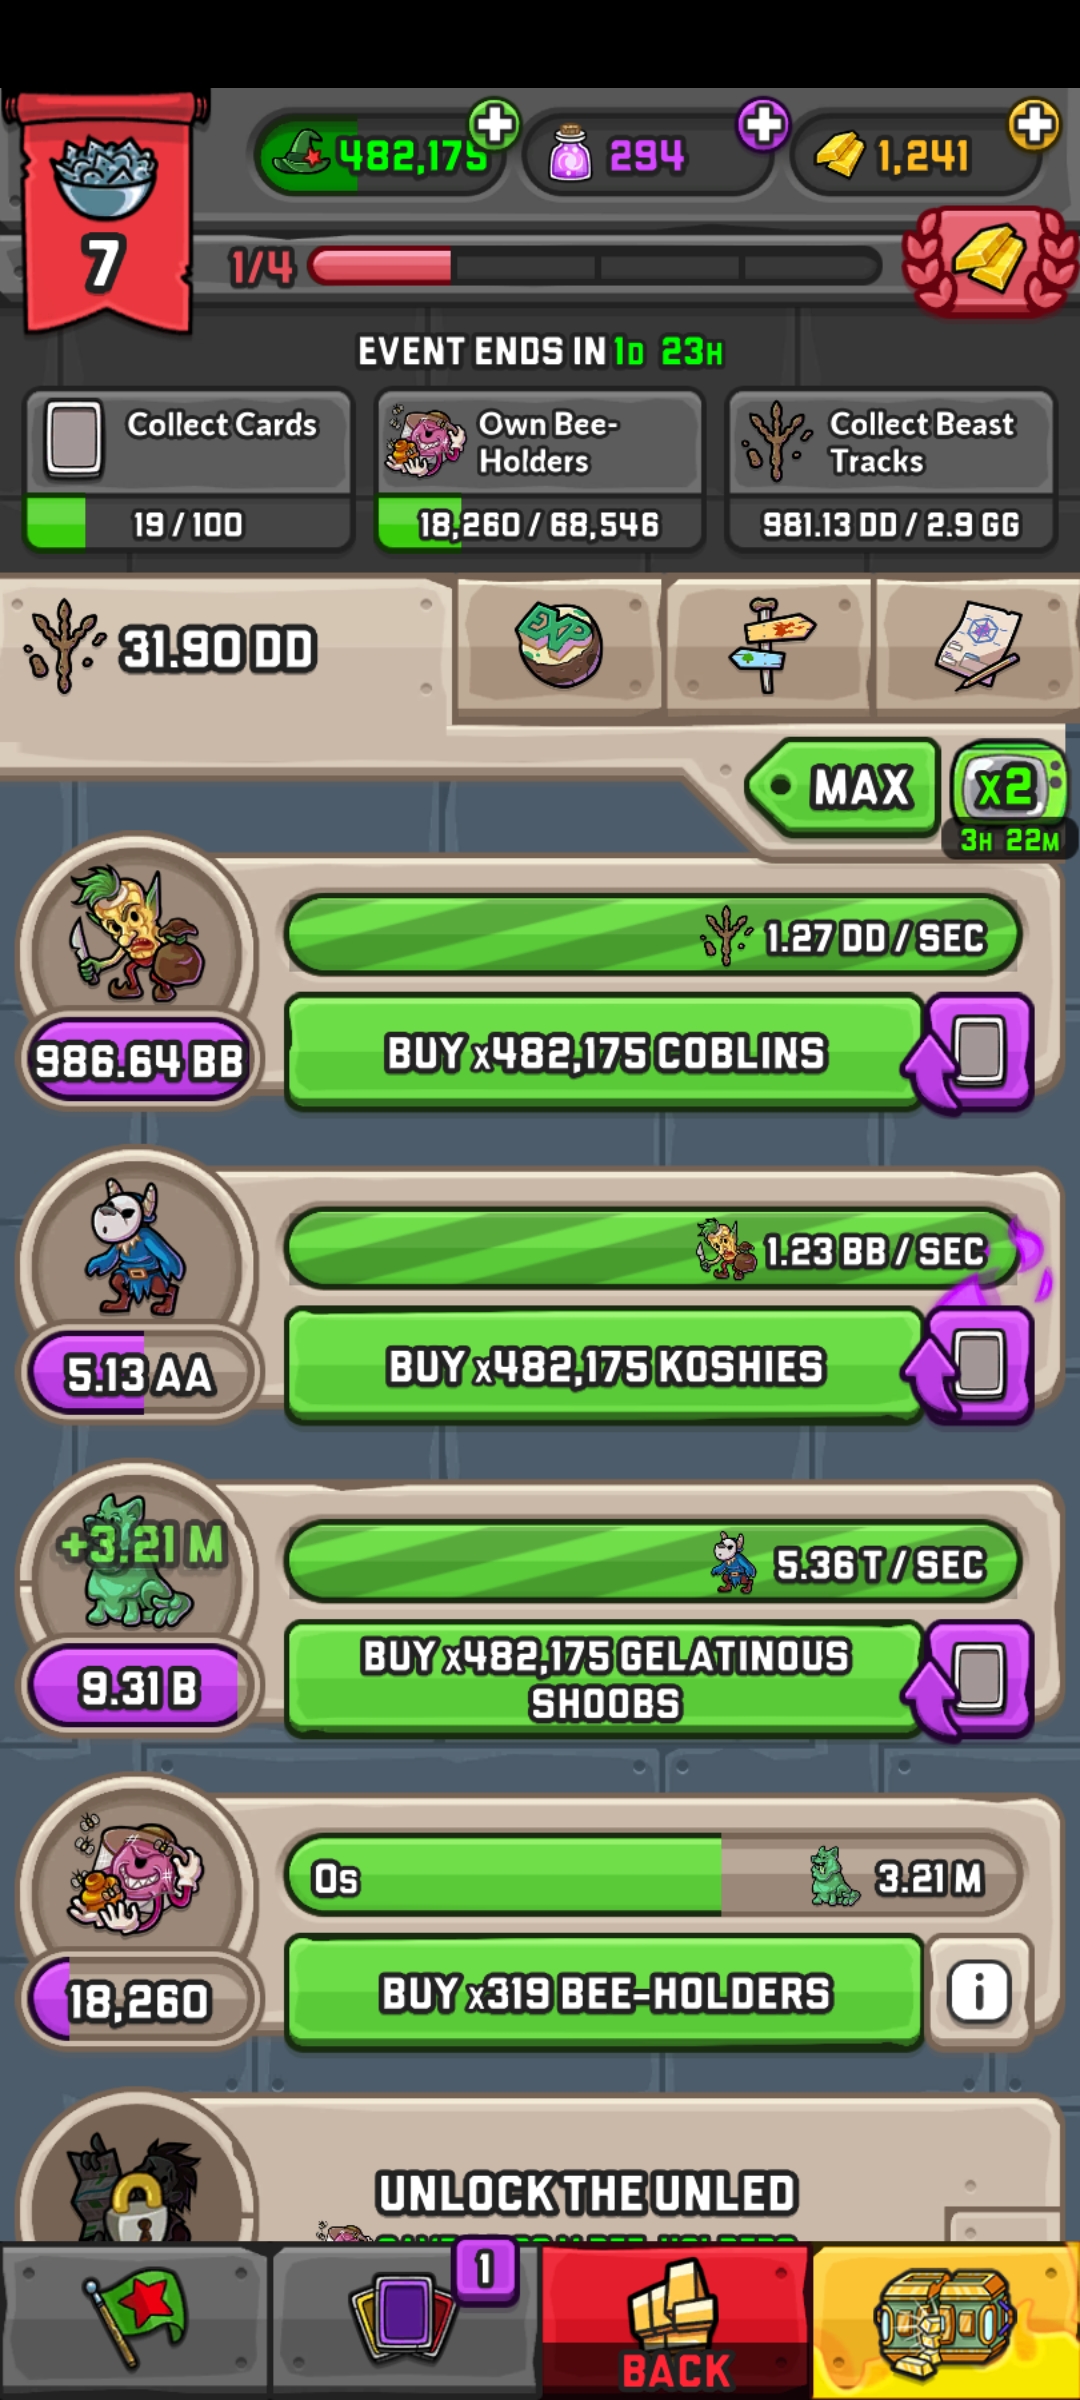 482,175
294
1,241
7
1/4
EVENT ENDS IN 1D 23H
Collect Cards
19 / 100
Own Bee-
Holders
18,260 / 68,546
Collect Beast
Tracks
981.13 DD / 2.9 GG
31.90 DD
EXP
MAX
x2
3H 22M
1.27 DD / SEC
986.64 BB
BUY x482,175 COBLINS
1.23 BB / SEC
5.13 AA
BUY x482,175 KOSHIES
+3.21 M
5.36 T / SEC
9.31 B
BUY x482,175 GELATINOUS
SHOOBS
0s
3.21 M
18,260
BUY x319 BEE-HOLDERS
i
UNLOCK THE UNLED
1
BACK